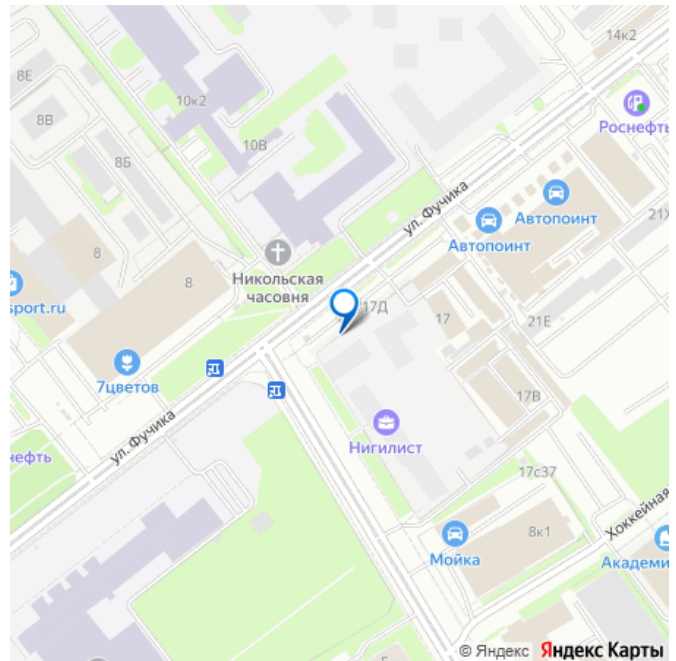 14к2
8Е
10к2
Роснефть
8В
10В
8Б
ул. Фучика
Автопоинт
21Х
Автопоинт
8
Никольская
часовня
8
sport.ru
17Д
17
21Е
7цветов
17В
ул. Фучика
Нигилист
нефть
17с37
Хоккейная
8к1
Мойка
Академи
© Яндекс Яндекс Карты